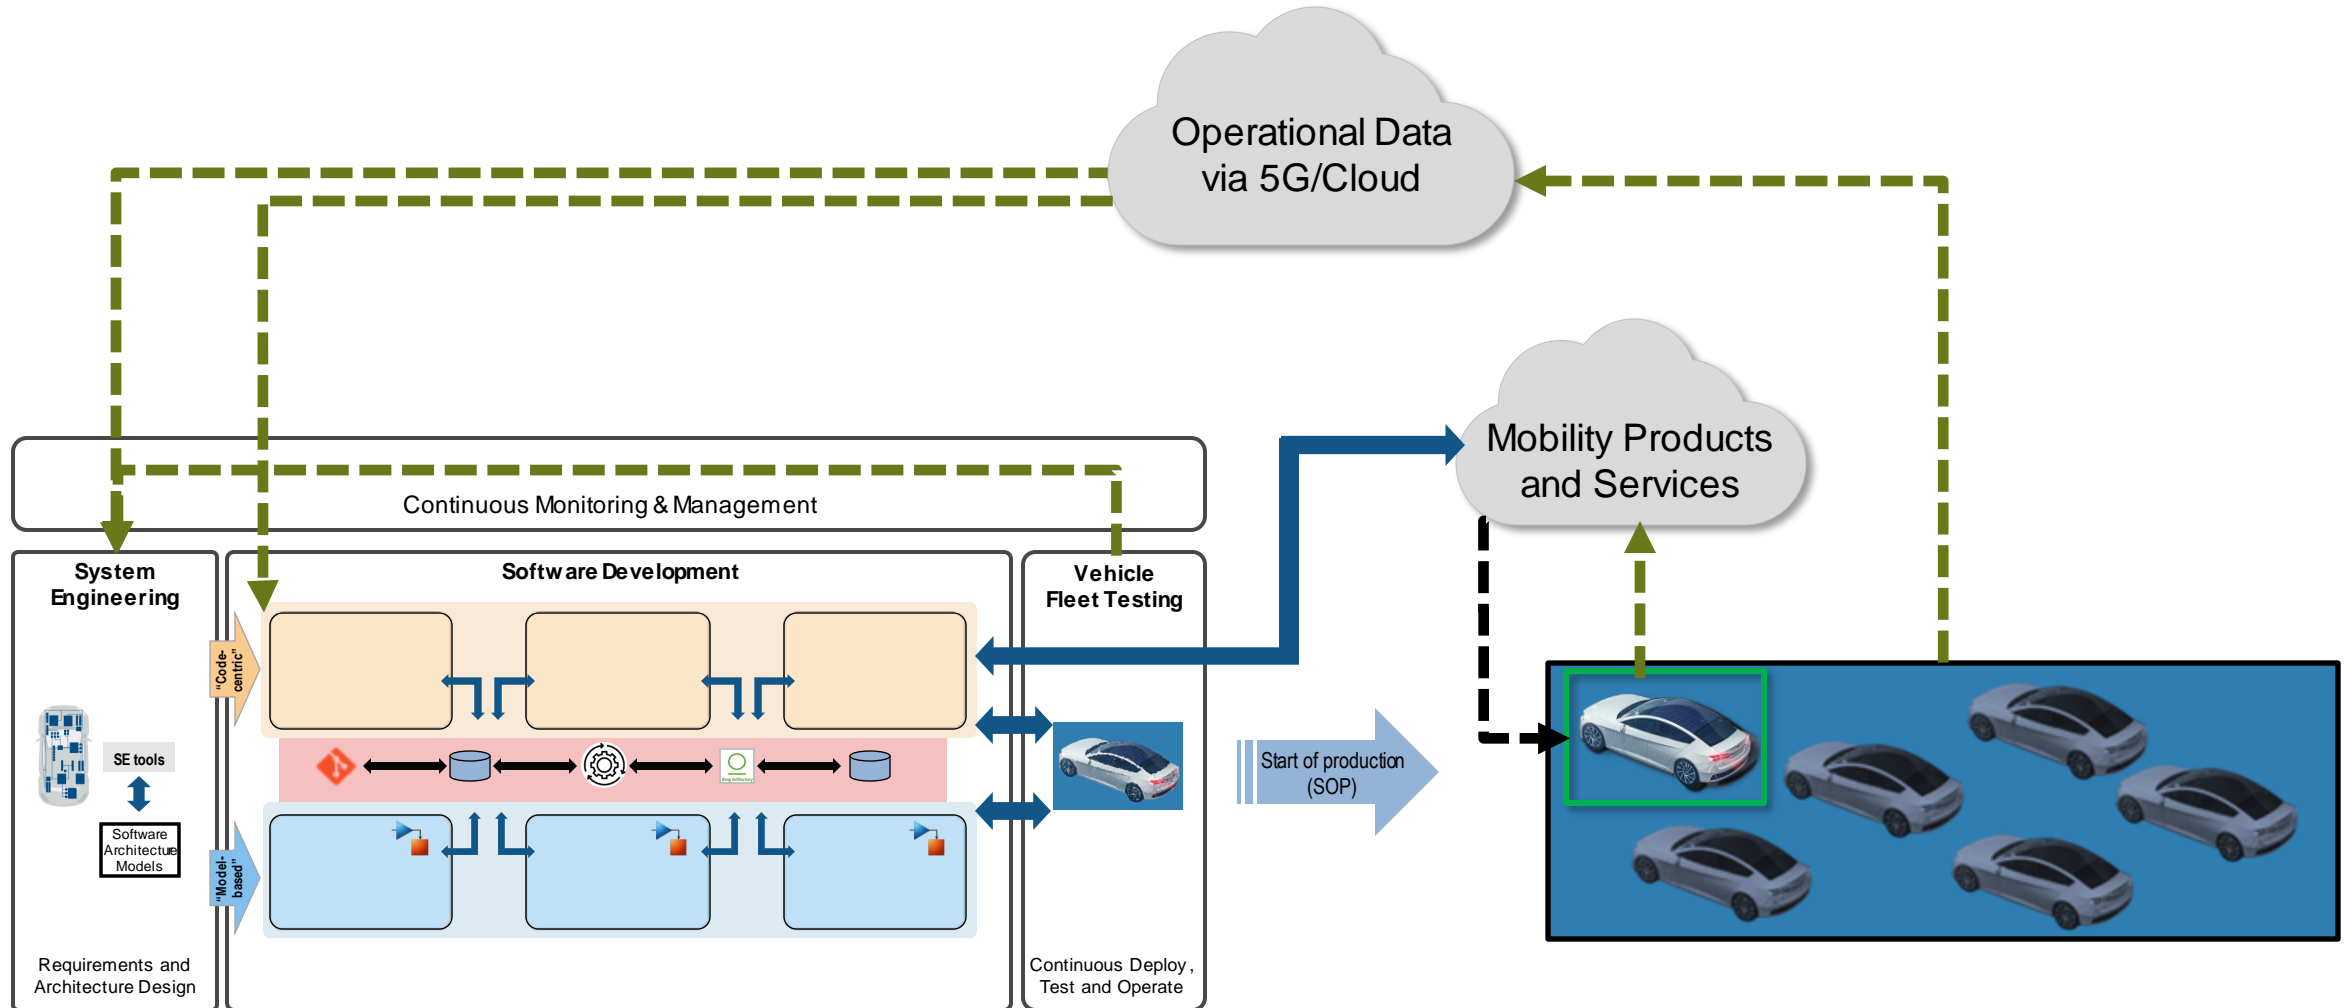 Operational Data
via 5G/Cloud
Mobility Products
and Services
Continuous Monitoring & Management
System
Engineering
Software Development
Vehicle
Fleet Testing
"Code-
centric"
SE tools
Software
Architecture
Models
"Model-
based"
JFrog Artifactory
Start of production
(SOP)
Requirements and
Architecture Design
Continuous Deploy,
Test and Operate